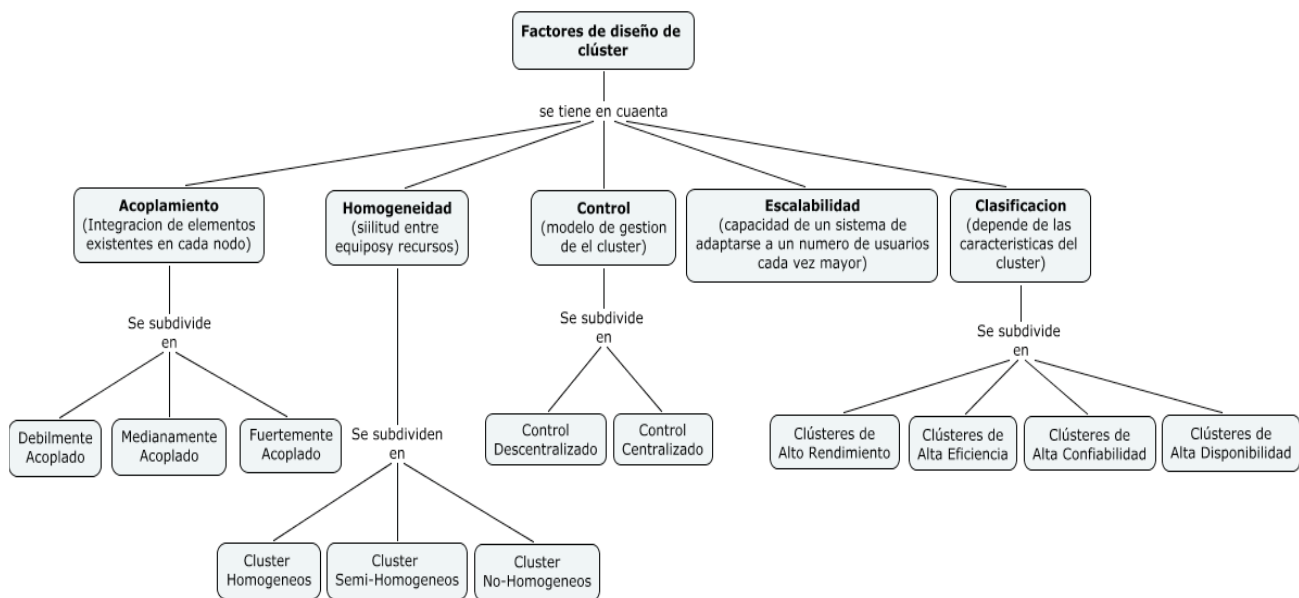 Factores de diseño de
clúster
se tiene en cuaenta
Acoplamiento
(Integracion de elementos
existentes en cada nodo)
Homogeneidad
(siilitud entre
equiposy recursos)
Control
(modelo de gestion
de el cluster)
Escalabilidad
(capacidad de un sistema de
adaptarse a un numero de usuarios
cada vez mayor)
Clasificacion
(depende de las
caracteristicas del
cluster)
Se subdivide
en
Debilmente
Acoplado
Medianamente
Acoplado
Fuertemente
Acoplado
Se subdividen
en
Cluster
Homogeneos
Cluster
Semi-Homogeneos
Cluster
No-Homogeneos
Se subdivide
en
Control
Descentralizado
Control
Centralizado
Se subdivide
en
Clústeres de
Alto Rendimiento
Clústeres de
Alta Eficiencia
Clústeres de
Alta Confiabilidad
Clústeres de
Alta Disponibilidad